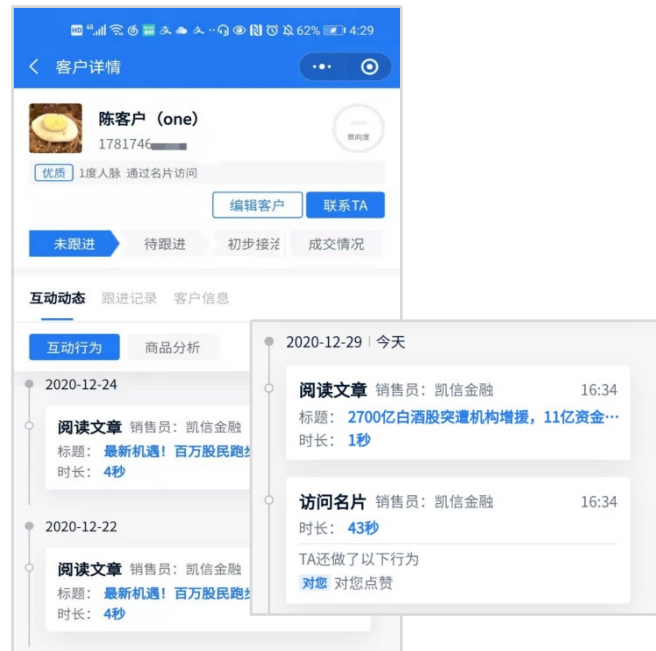 HD 62% 4:29
客户详情
陈客户（one）
1781746
意向度
优质 1度人脉 通过名片访问
编辑客户 联系TA
未跟进 待跟进 初步接洽 成交情况
互动动态 跟进记录 客户信息
互动行为 商品分析
2020-12-24
阅读文章 销售员：凯信金融
标题：最新机遇！百万股民跑
时长：4秒
2020-12-22
阅读文章 销售员：凯信金融
标题：最新机遇！百万股民跑
时长：4秒
2020-12-29 | 今天
阅读文章 销售员：凯信金融 16:34
标题：2700亿白酒股突遭机构增援，11亿资金…
时长：1秒
访问名片 销售员：凯信金融 16:34
时长：43秒
TA还做了以下行为
对您 对您点赞